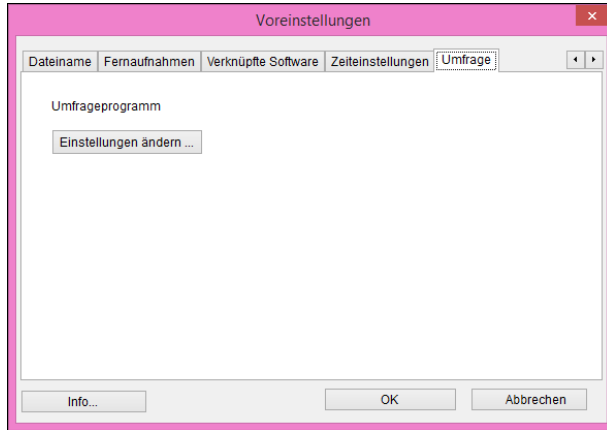 Voreinstellungen
Dateiname Fernaufnahmen Verknüpfte Software Zeiteinstellungen Umfrage
Umfrageprogramm
Einstellungen ändern ...
Info... OK Abbrechen